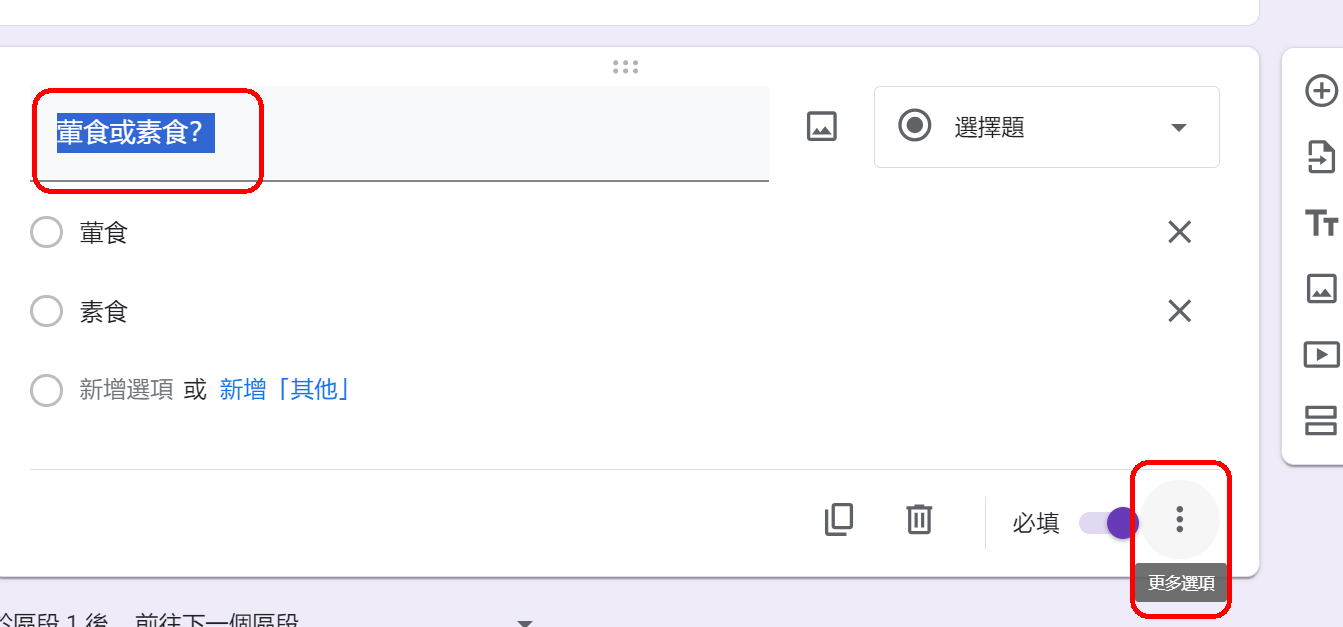 葷食或素食?
選擇題
葷食
素食
新增選項 或 新增「其他」
必填
更多選項
於區段 1 後 前往下一個區段